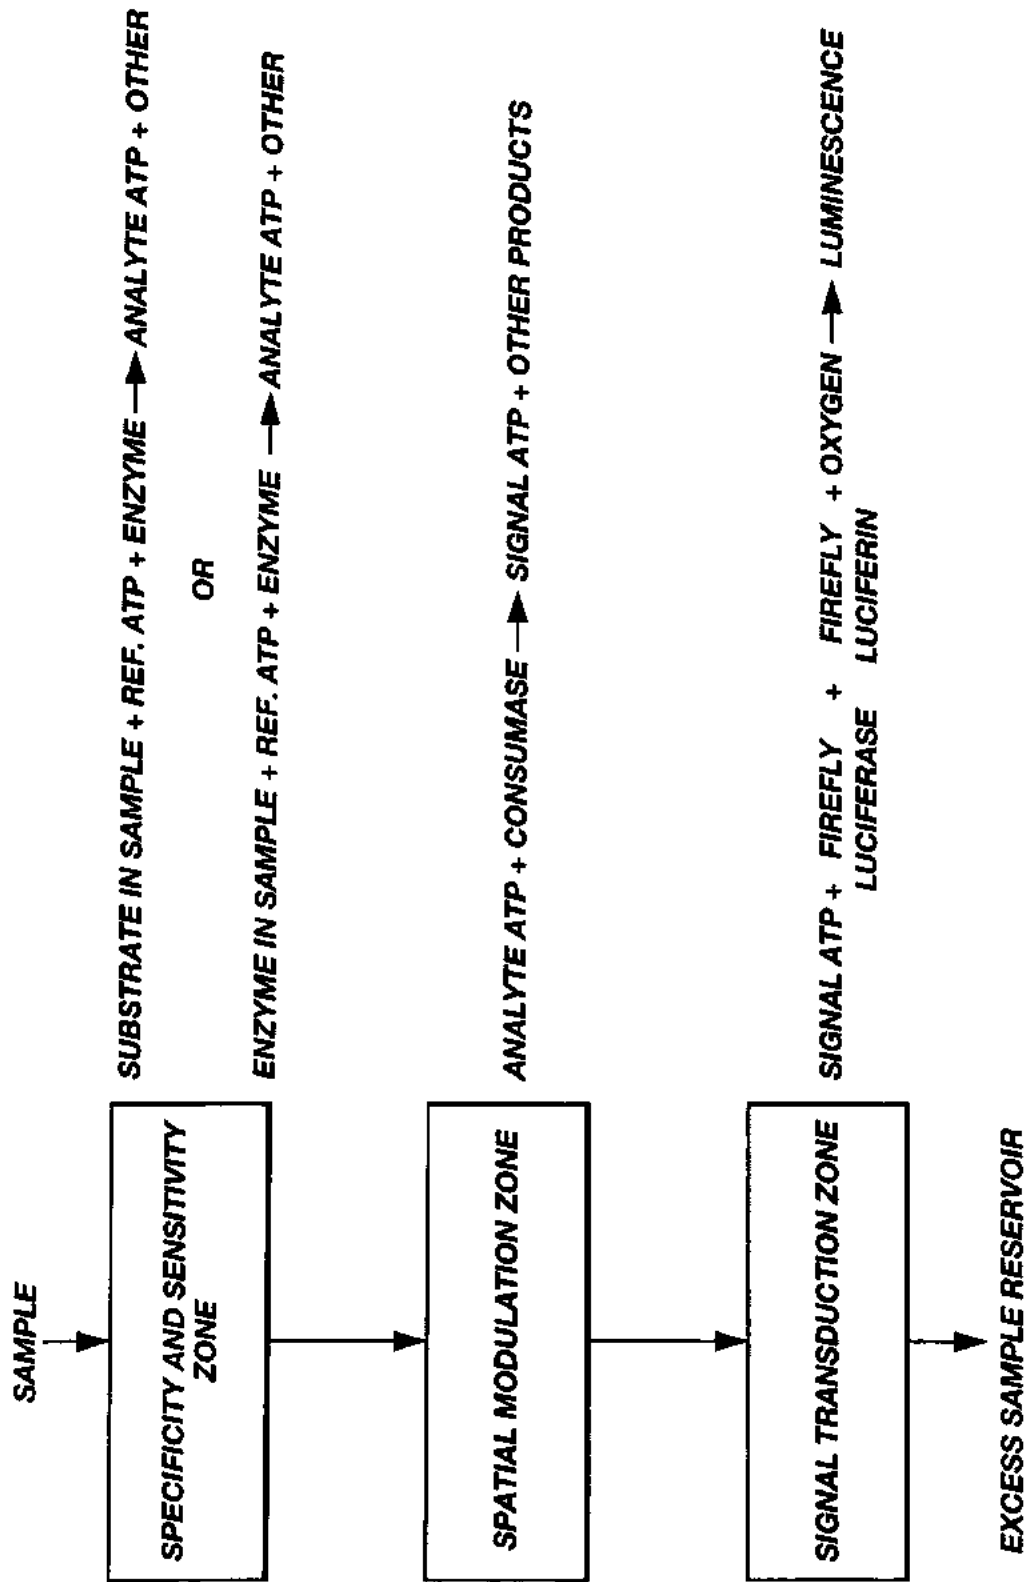 SAMPLE
SPECIFICITY AND SENSITIVITY
ZONE
SUBSTRATE IN SAMPLE + REF. ATP + ENZYME → ANALYTE ATP + OTHER
OR
ENZYME IN SAMPLE + REF. ATP + ENZYME → ANALYTE ATP + OTHER
SPATIAL MODULATION ZONE
ANALYTE ATP + CONSUMASE → SIGNAL ATP + OTHER PRODUCTS
SIGNAL TRANSDUCTION ZONE
SIGNAL ATP + FIREFLY + FIREFLY + OXYGEN → LUMINESCENCE
LUCIFERASE LUCIFERIN
EXCESS SAMPLE RESERVOIR